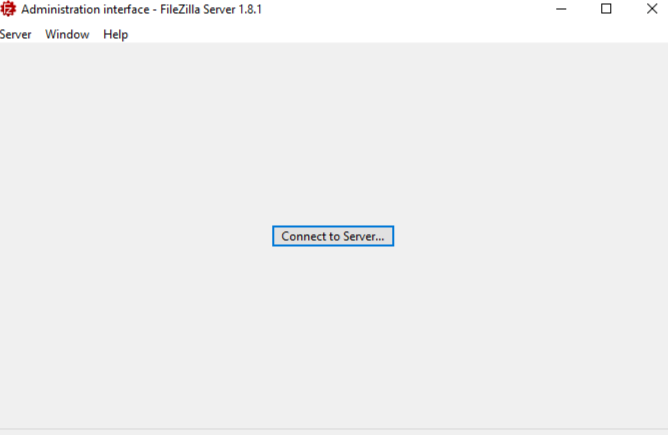 Administration interface - FileZilla Server 1.8.1
Server Window Help
Connect to Server...